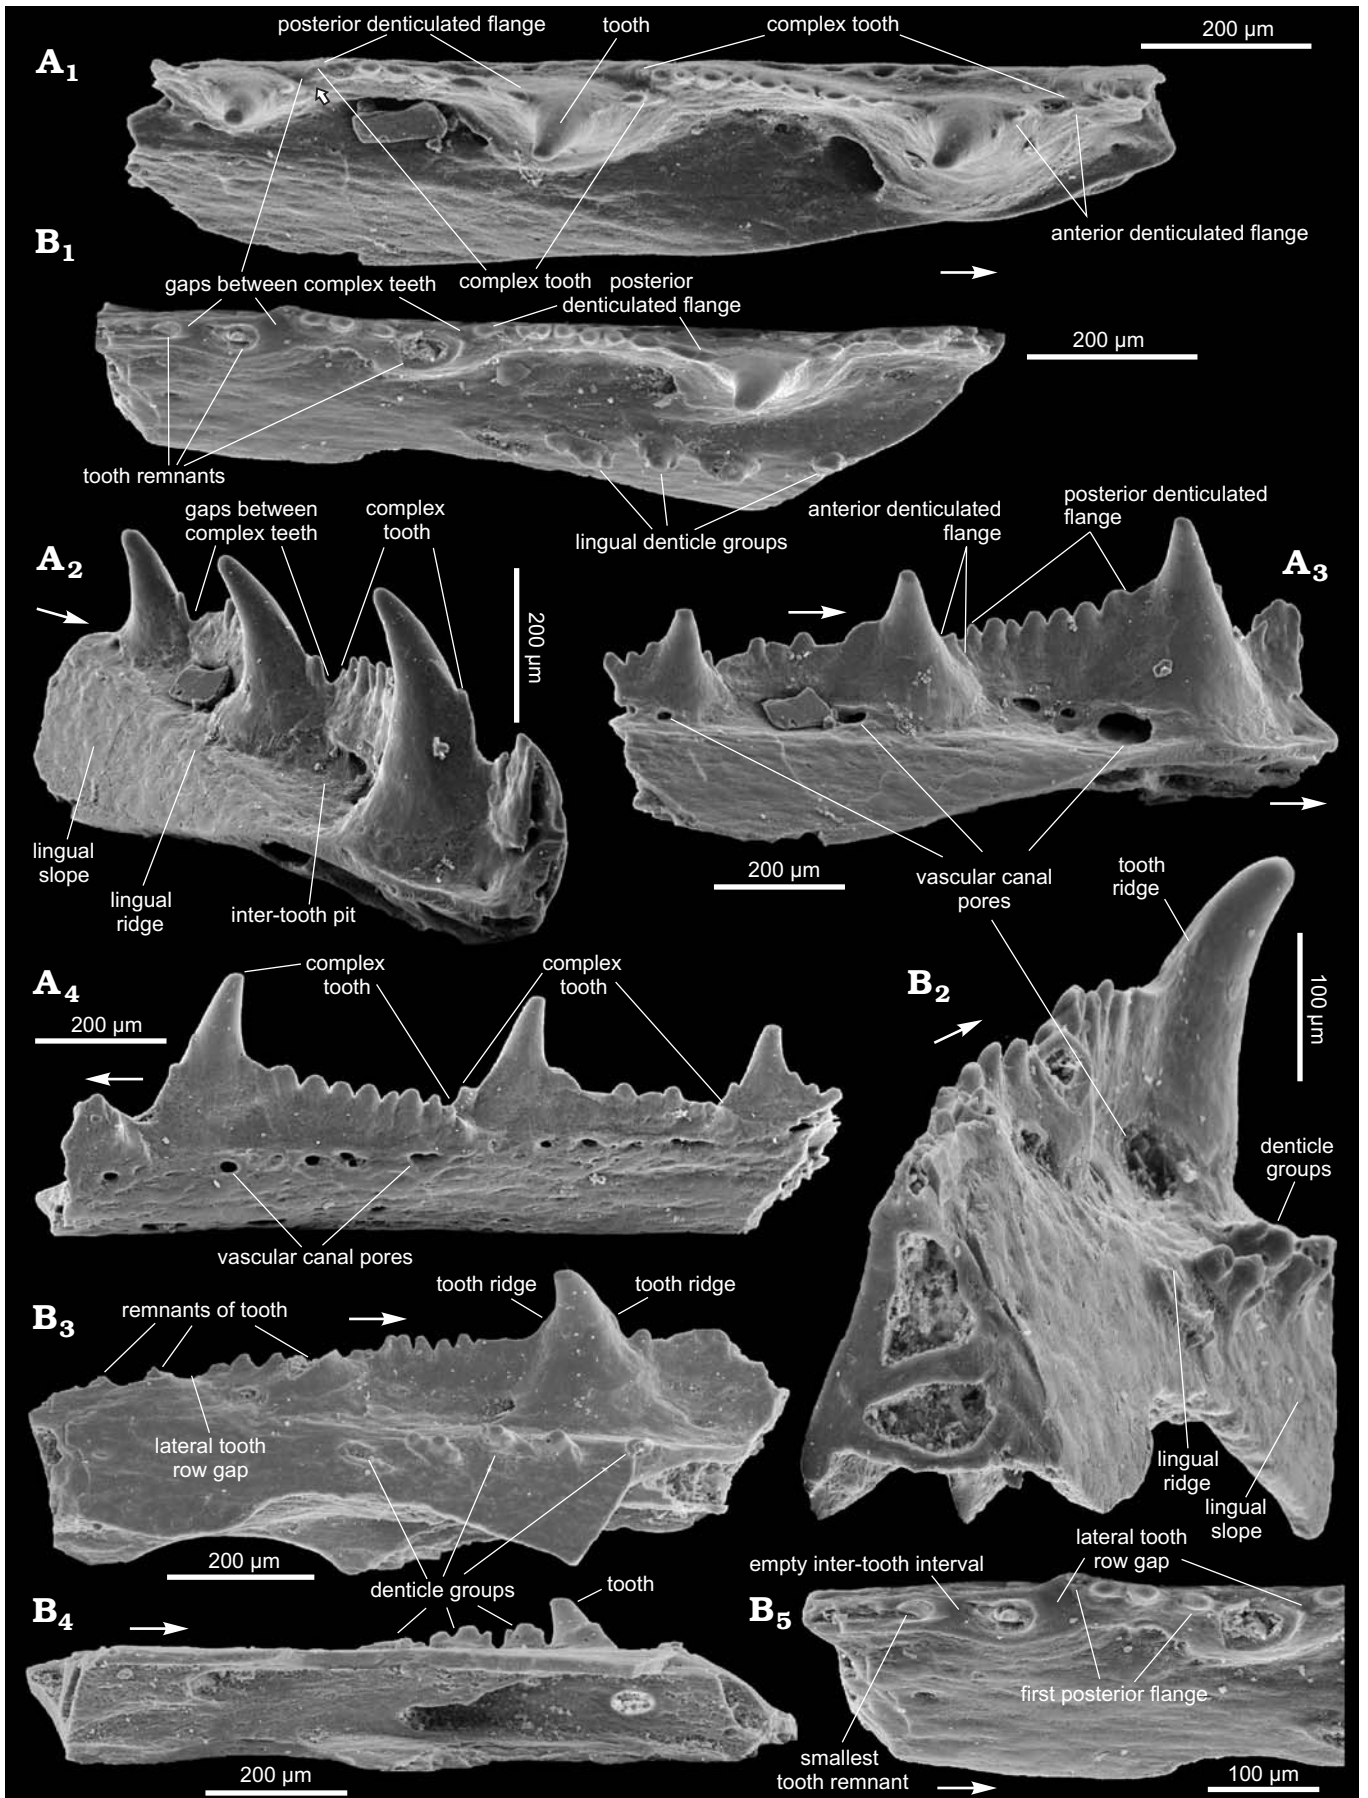 posterior denticulated flange
tooth
complex tooth
200 µm
A1
anterior denticulated flange
B1
gaps between complex teeth
complex tooth
posterior
denticulated flange
200 µm
tooth remnants
lingual denticle groups
gaps between
complex teeth
complex
tooth
A2
200 µm
lingual
slope
lingual
ridge
inter-tooth pit
anterior denticulated
flange
posterior denticulated
flange
A3
200 µm
vascular canal
pores
tooth
ridge
A4
complex
tooth
complex
tooth
200 µm
vascular canal pores
B2
100 µm
denticle
groups
lingual
ridge
lingual
slope
B3
remnants of tooth
tooth ridge
tooth ridge
lateral tooth
row gap
200 µm
denticle groups
tooth
B4
200 µm
lateral tooth
row gap
empty inter-tooth interval
B5
first posterior flange
smallest
tooth remnant
100 µm